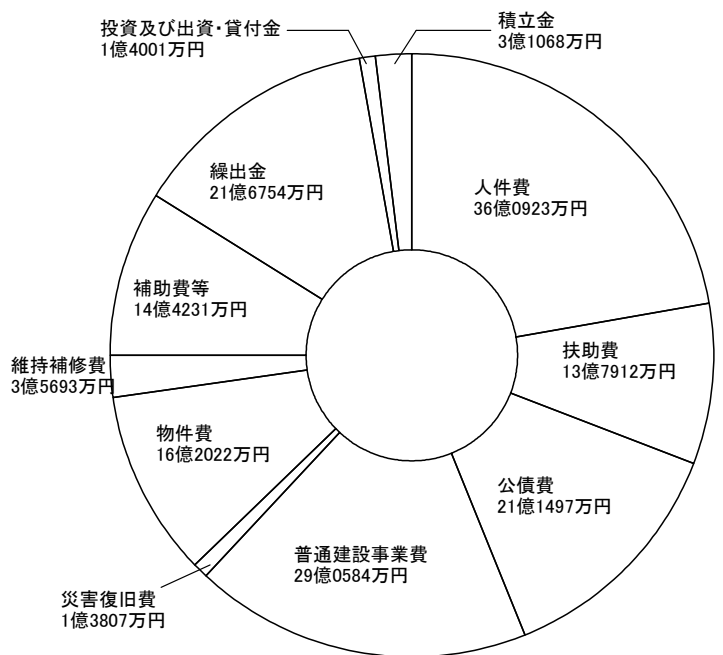 投資及び出資・貸付金
1億4001万円
積立金
3億1068万円
人件費
36億0923万円
扶助費
13億7912万円
公債費
21億1497万円
普通建設事業費
29億0584万円
災害復旧費
1億3807万円
物件費
16億2022万円
維持補修費
3億5693万円
補助費等
14億4231万円
繰出金
21億6754万円